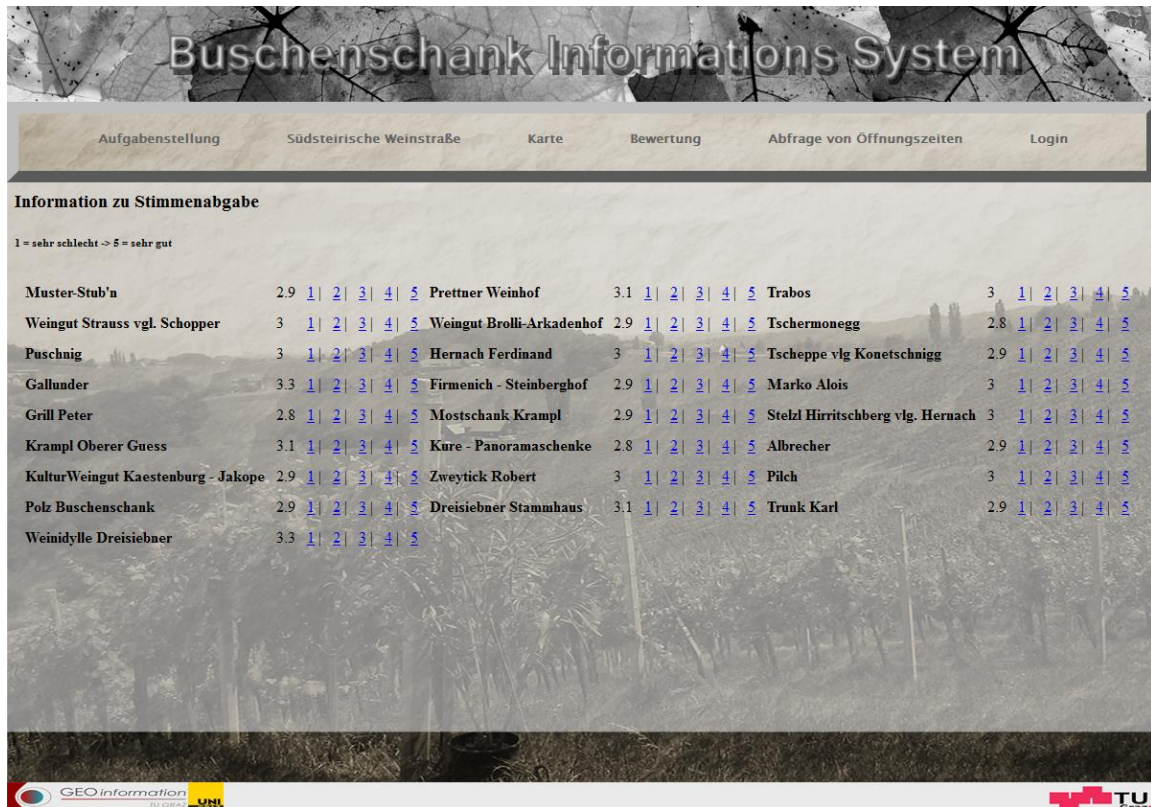 Buschenschank Informations System
Aufgabenstellung Südsteirische Weinstraße Karte Bewertung Abfrage von Öffnungszeiten Login
Information zu Stimmenabgabe
1 = sehr schlecht -> 5 = sehr gut
Muster-Stub'n 2.9 1| 2| 3| 4| 5 Prettner Weinhof 3.1 1| 2| 3| 4| 5 Trabos 3 1| 2| 3| 4| 5
Weingut Strauss vgl. Schopper 3 1| 2| 3| 4| 5 Weingut Brolli-Arkadenhof 2.9 1| 2| 3| 4| 5 Tschermonegg 2.8 1| 2| 3| 4| 5
Puschnig 3 1| 2| 3| 4| 5 Hernach Ferdinand 3 1| 2| 3| 4| 5 Tscheppe vlg Konetschnigg 2.9 1| 2| 3| 4| 5
Gallunder 3.3 1| 2| 3| 4| 5 Firmenich - Steinberghof 2.9 1| 2| 3| 4| 5 Marko Alois 3 1| 2| 3| 4| 5
Grill Peter 2.8 1| 2| 3| 4| 5 Mostschank Krampl 2.9 1| 2| 3| 4| 5 Stelzl Hirritschberg vlg. Hernach 3 1| 2| 3| 4| 5
Krampl Oberer Guess 3.1 1| 2| 3| 4| 5 Kure - Panoramaschenke 2.8 1| 2| 3| 4| 5 Albrecher 2.9 1| 2| 3| 4| 5
KulturWeingut Kaestenburg - Jakope 2.9 1| 2| 3| 4| 5 Zweytick Robert 3 1| 2| 3| 4| 5 Pilch 3 1| 2| 3| 4| 5
Polz Buschenschank 2.9 1| 2| 3| 4| 5 Dreisiebner Stammhaus 3.1 1| 2| 3| 4| 5 Trunk Karl 2.9 1| 2| 3| 4| 5
Weinidylle Dreisiebner 3.3 1| 2| 3| 4| 5
GEOinformation
TU GRAZ UNI
TU